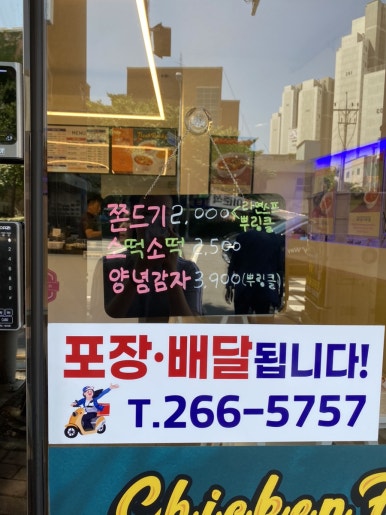 쫀드기 2,000 라면스프
뿌링클
소떡소떡 2,500
양념감자 3,900(뿌링클)
포장·배달됩니다!
T.266-5757
Chicken